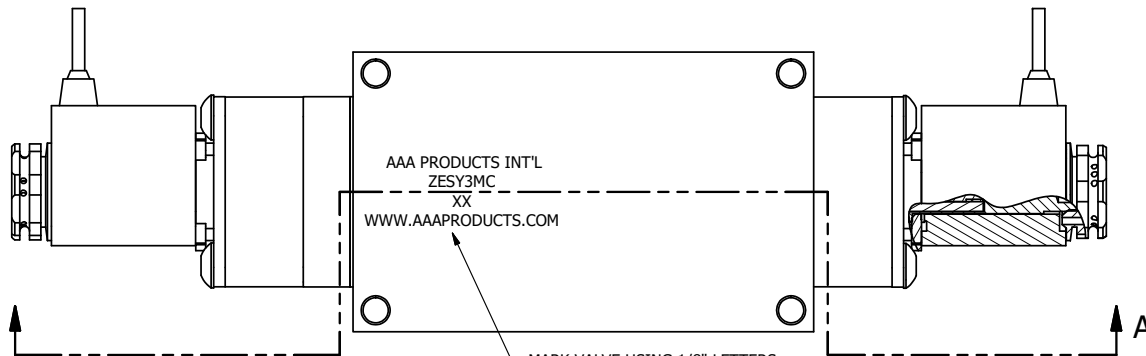 AAA PRODUCTS INT'L
ZESY3MC
XX
WWW.AAAPRODUCTS.COM
A